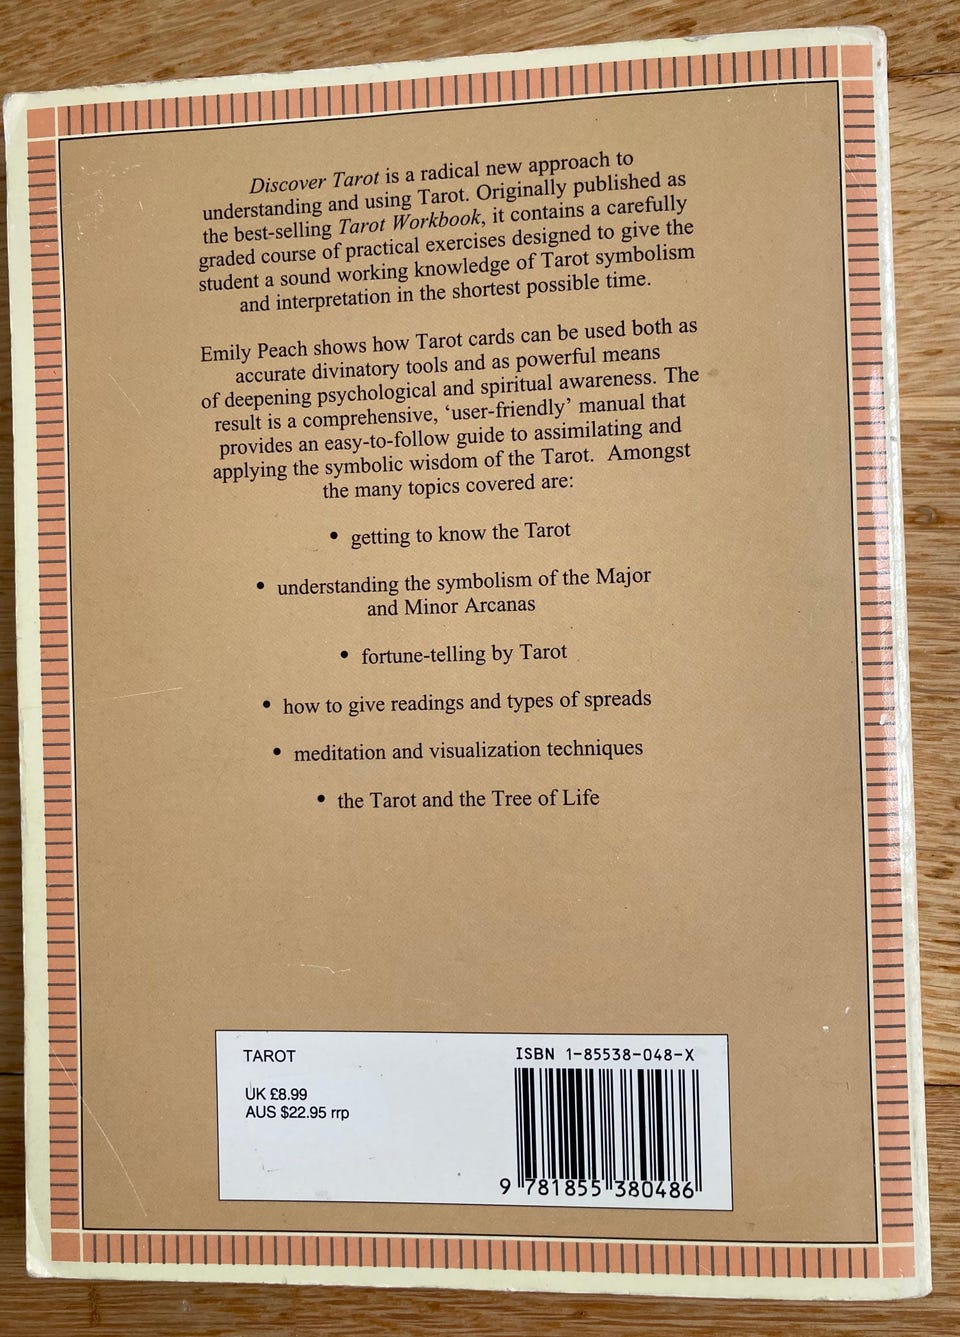 Discover Tarot is a radical new approach to
understanding and using Tarot. Originally published as
the best-selling Tarot Workbook, it contains a carefully
graded course of practical exercises designed to give the
student a sound working knowledge of Tarot symbolism
and interpretation in the shortest possible time.
Emily Peach shows how Tarot cards can be used both as
accurate divinatory tools and as powerful means
of deepening psychological and spiritual awareness. The
result is a comprehensive, ‘user-friendly’ manual that
provides an easy-to-follow guide to assimilating and
applying the symbolic wisdom of the Tarot. Amongst
the many topics covered are:
• getting to know the Tarot
• understanding the symbolism of the Major
and Minor Arcanas
• fortune-telling by Tarot
• how to give readings and types of spreads
• meditation and visualization techniques
• the Tarot and the Tree of Life
TAROT
UK £8.99
AUS $22.95 rrp
ISBN 1-85538-048-X
9 781855 380486